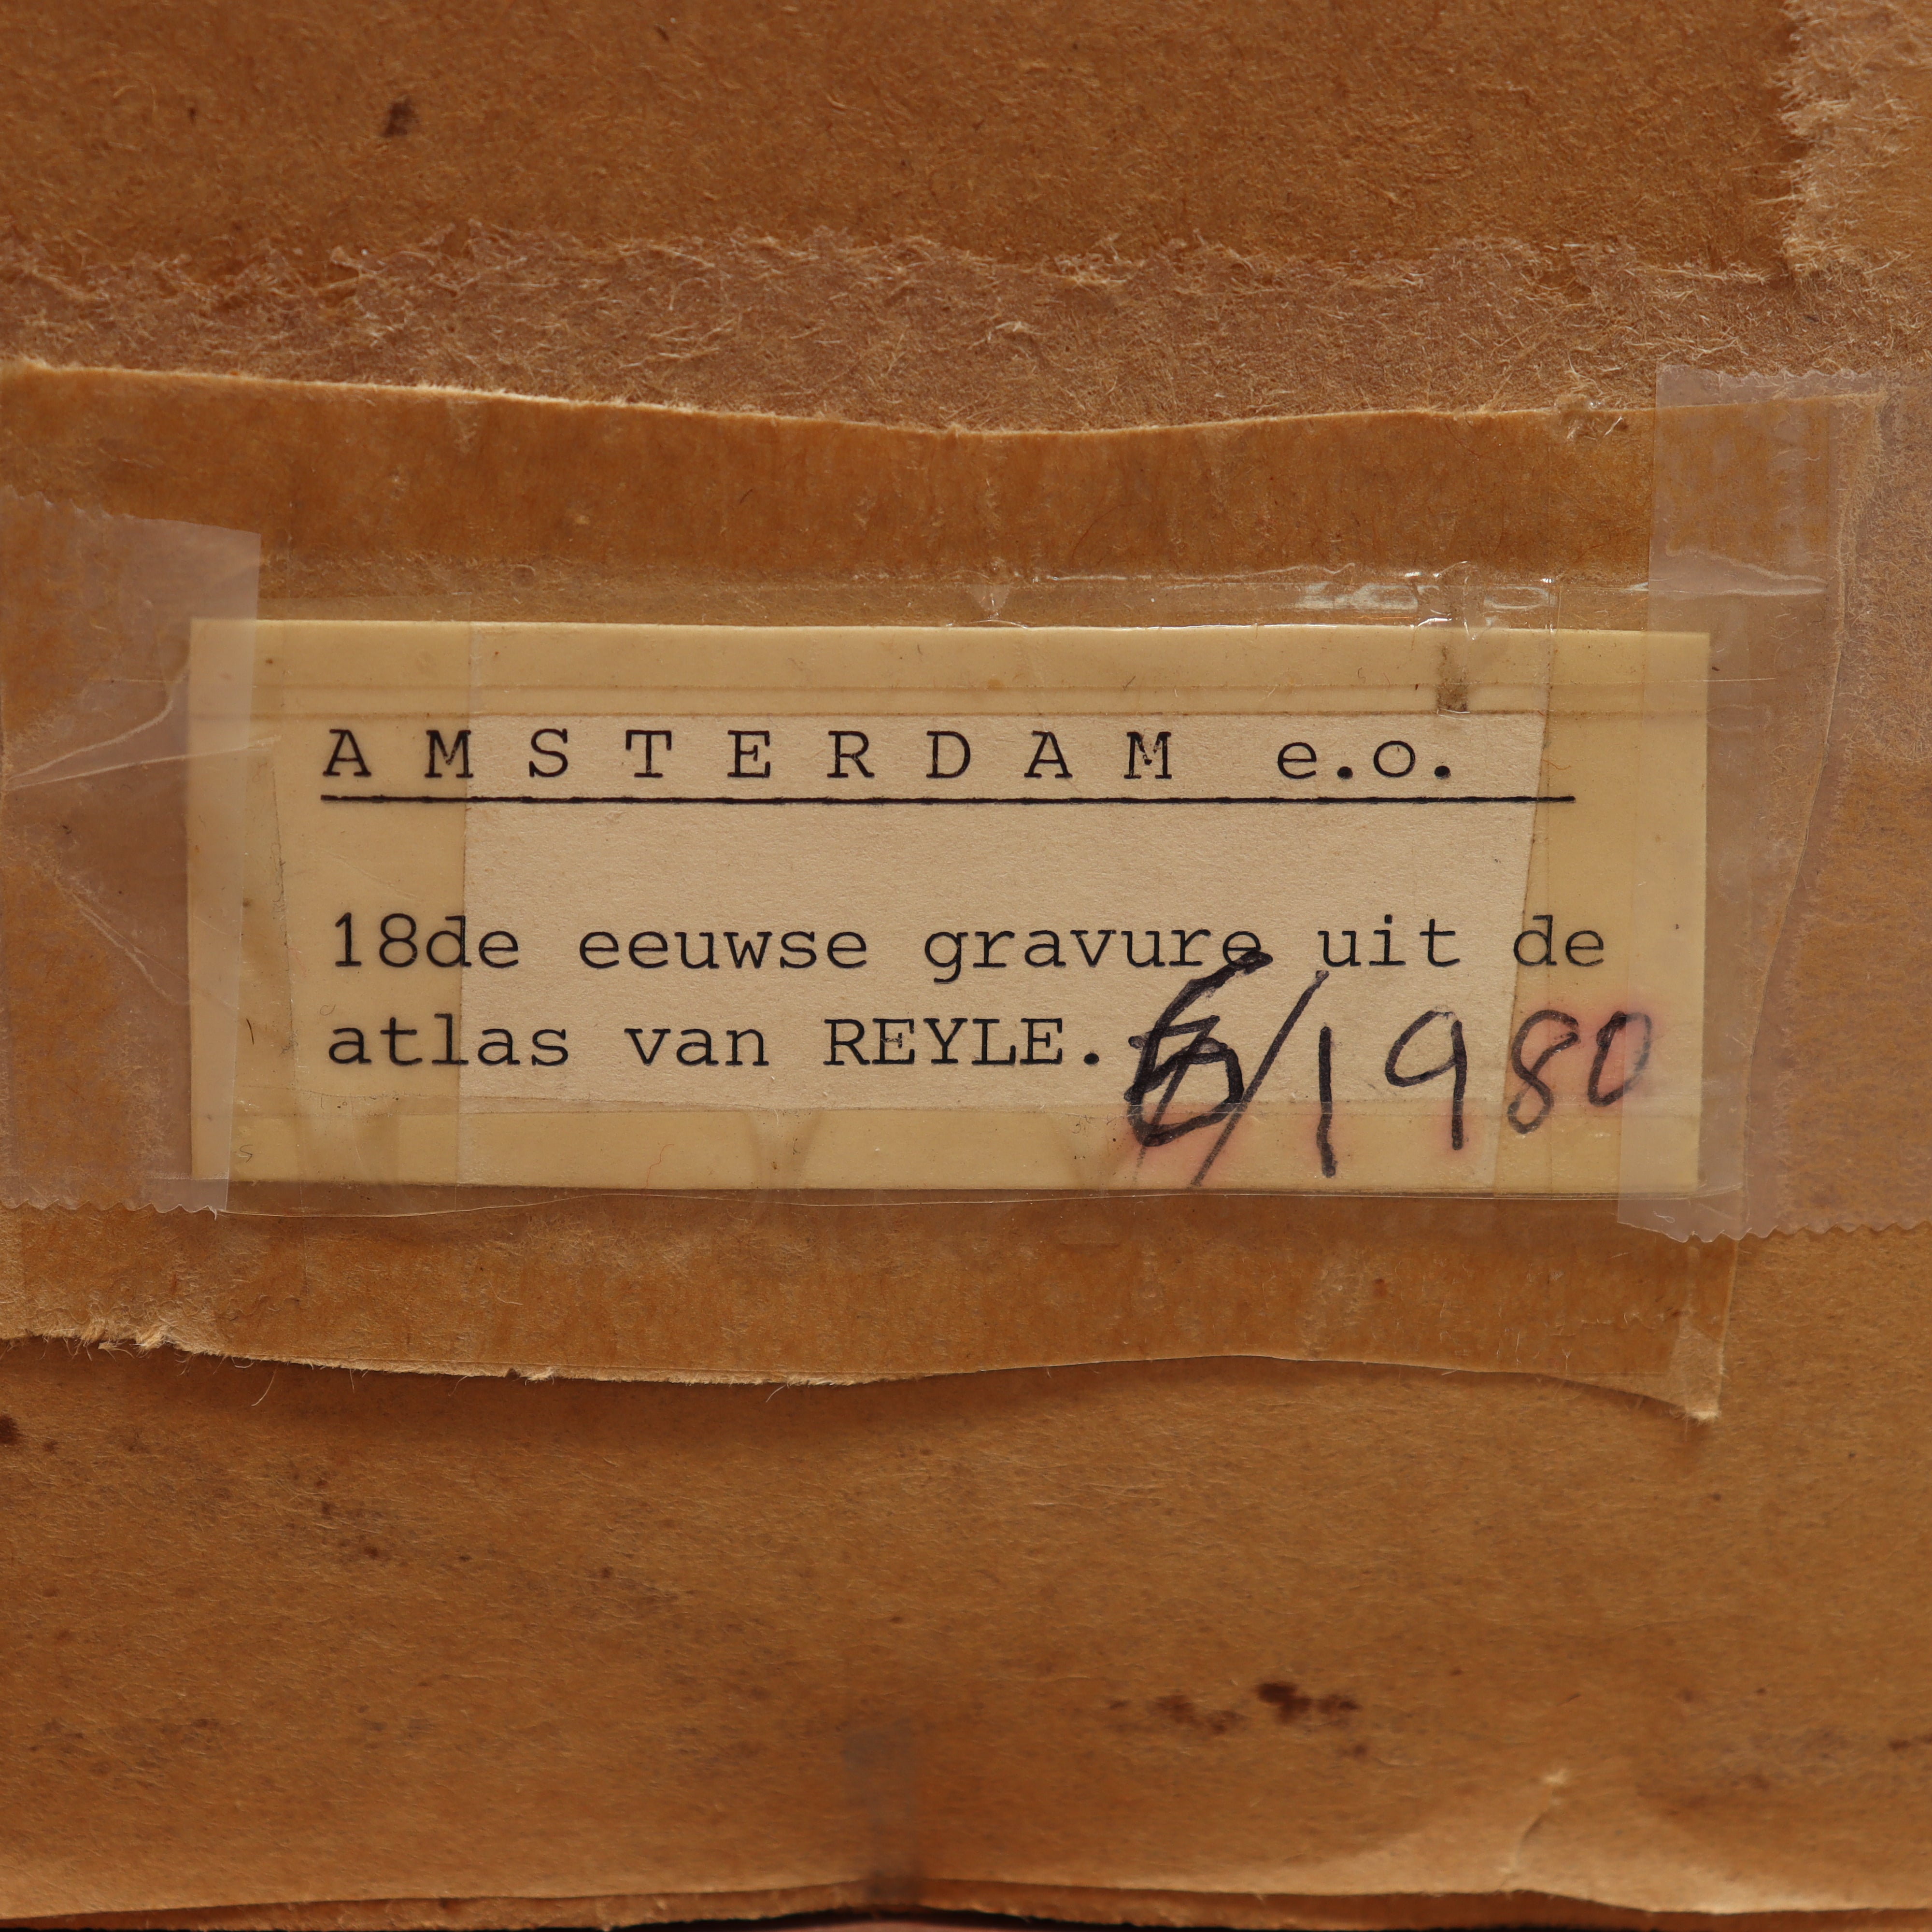 AMSTERDAM e.o.
18de eeuwse gravure uit de
atlas van REYLE. 6/1980